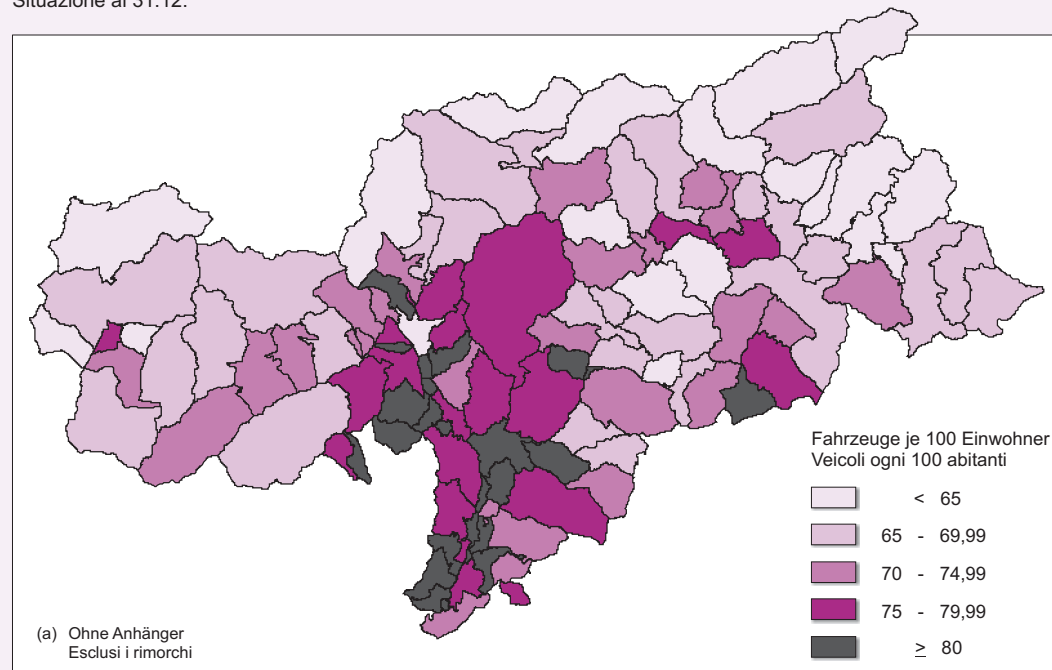 Situazione al 31.12.
Fahrzeuge je 100 Einwohner
Veicoli ogni 100 abitanti
< 65
65 - 69,99
70 - 74,99
75 - 79,99
≥ 80
(a) Ohne Anhänger
Esclusi i rimorchi